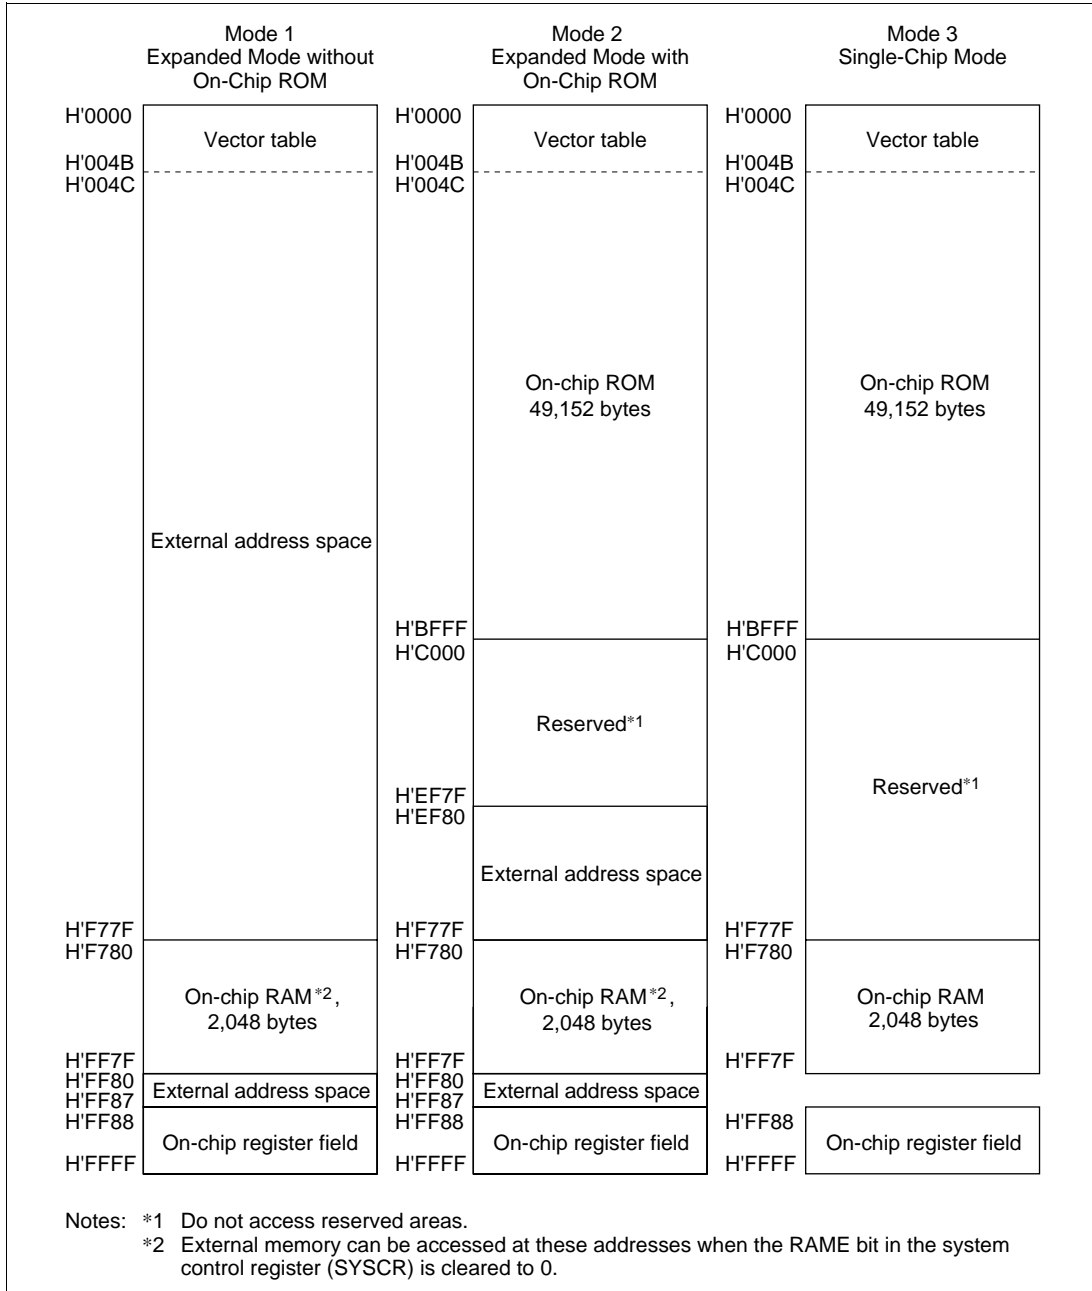 Mode 1
Expanded Mode without
On-Chip ROM
H'0000
Vector table
H'004B
H'004C
External address space
H'F77F
H'F780
On-chip RAM*2,
2,048 bytes
H'FF7F
H'FF80
External address space
H'FF87
H'FF88
On-chip register field
H'FFFF
Mode 2
Expanded Mode with
On-Chip ROM
H'0000
Vector table
H'004B
H'004C
On-chip ROM
49,152 bytes
H'BFFF
H'C000
Reserved*1
H'EF7F
H'EF80
External address space
H'F77F
H'F780
On-chip RAM*2,
2,048 bytes
H'FF7F
H'FF80
External address space
H'FF87
H'FF88
On-chip register field
H'FFFF
Mode 3
Single-Chip Mode
H'0000
Vector table
H'004B
H'004C
On-chip ROM
49,152 bytes
H'BFFF
H'C000
Reserved*1
H'F77F
H'F780
On-chip RAM
2,048 bytes
H'FF7F
H'FF88
On-chip register field
H'FFFF
Notes: *1 Do not access reserved areas.
*2 External memory can be accessed at these addresses when the RAME bit in the system
control register (SYSCR) is cleared to 0.